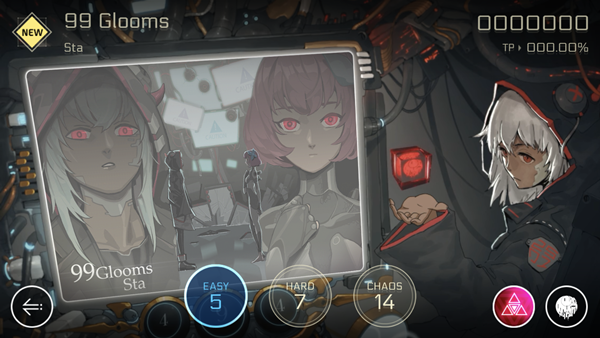 NEW
99 Glooms
Sta
0000000
TP 000.00%
99Glooms
Sta
EASY
5
HARD
7
CHAOS
14